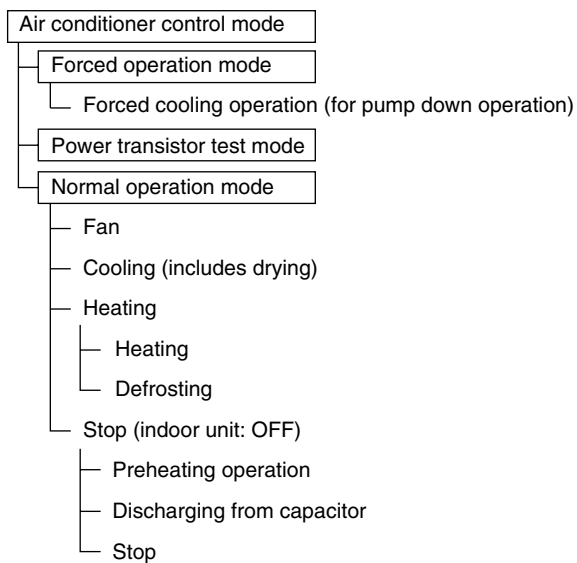 Air conditioner control mode
Forced operation mode
Forced cooling operation (for pump down operation)
Power transistor test mode
Normal operation mode
Fan
Cooling (includes drying)
Heating
Heating
Defrosting
Stop (indoor unit: OFF)
Preheating operation
Discharging from capacitor
Stop